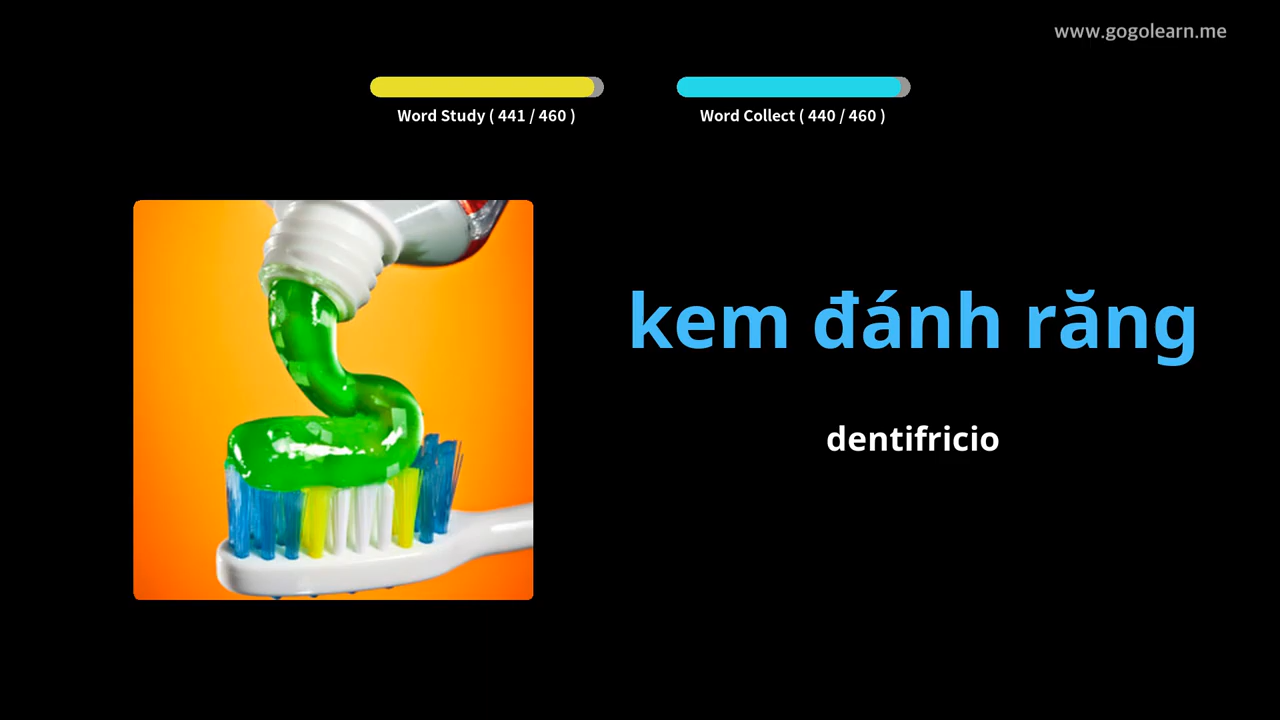 www.gogolearn.me
Word Study ( 441 / 460 )
Word Collect ( 440 / 460 )
kem đánh răng
dentifricio